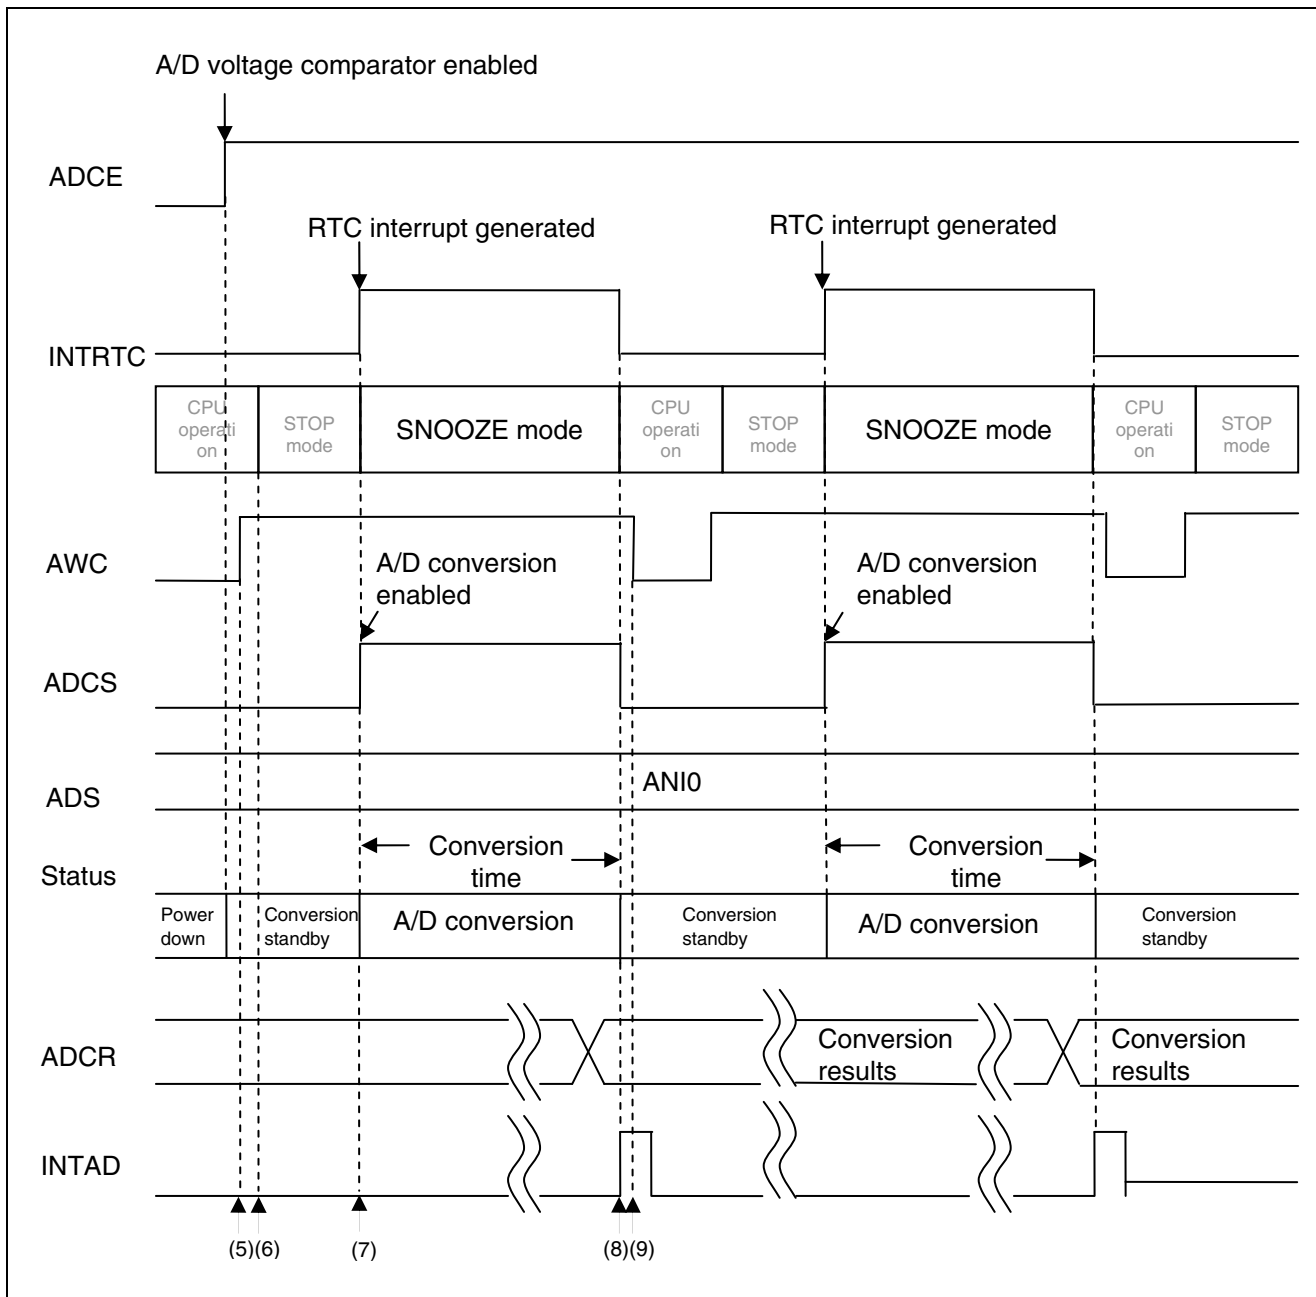 A/D voltage comparator enabled
ADCE
RTC interrupt generated
RTC interrupt generated
INTRTC
CPU
operati
on
STOP
mode
SNOOZE mode
CPU
operati
on
STOP
mode
SNOOZE mode
CPU
operati
on
STOP
mode
AWC
A/D conversion
enabled
A/D conversion
enabled
ADCS
ADS
ANI0
Status
Conversion
time
Conversion
time
Power
down
Conversion
standby
A/D conversion
Conversion
standby
A/D conversion
Conversion
standby
ADCR
Conversion
results
Conversion
results
INTAD
(5)
(6)
(7)
(8)
(9)